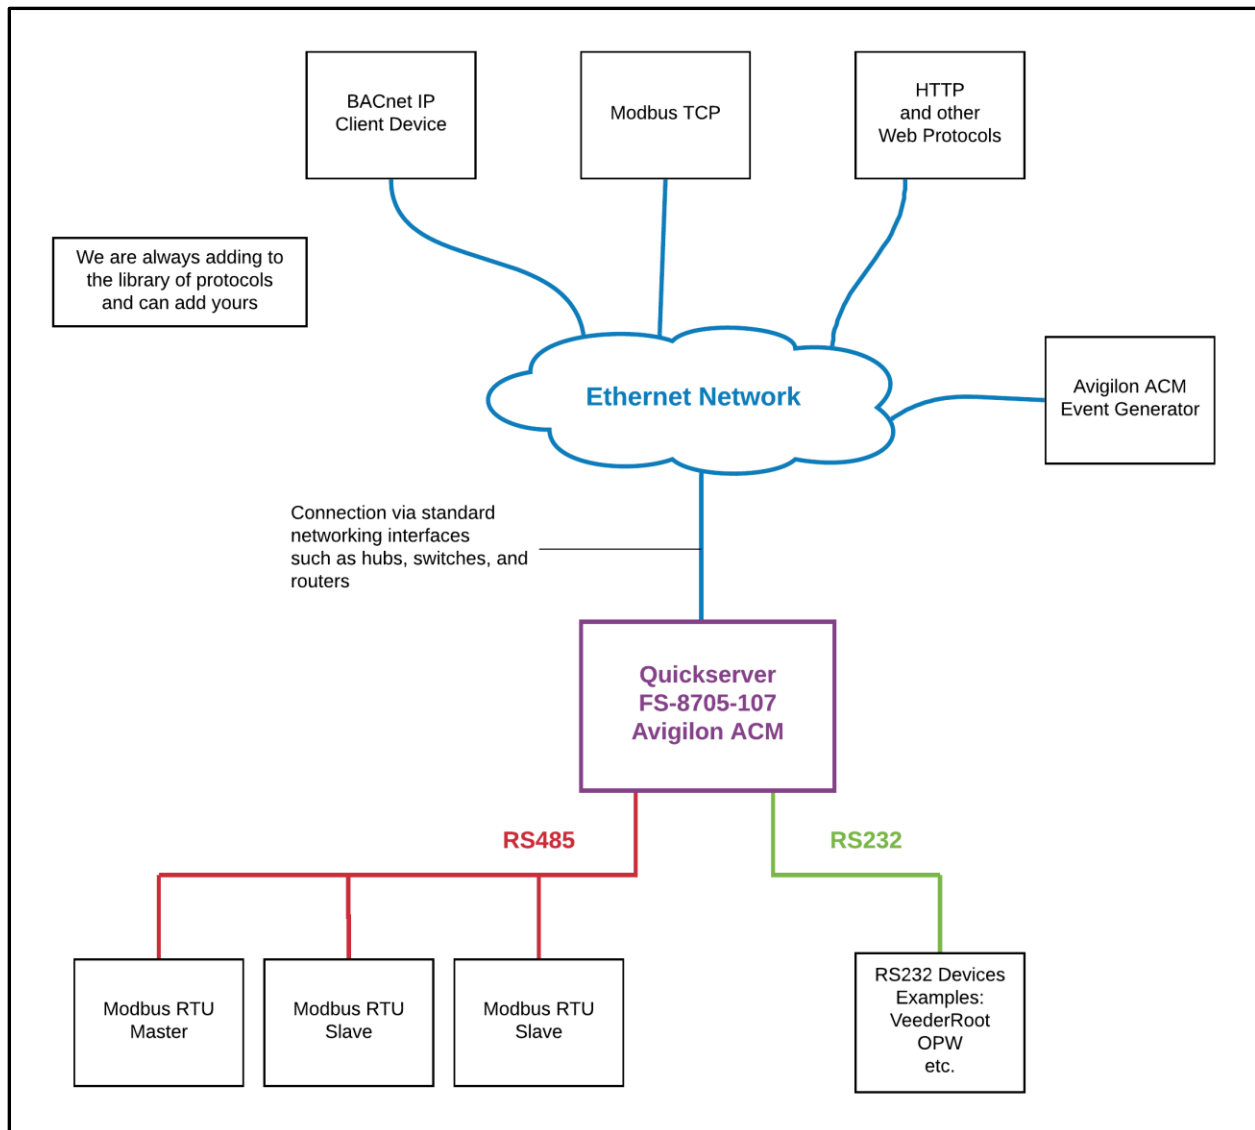 BACnet IP
Client Device
Modbus TCP
HTTP
and other
Web Protocols
We are always adding to
the library of protocols
and can add yours
Ethernet Network
Avigilon ACM
Event Generator
Connection via standard
networking interfaces
such as hubs, switches, and
routers
Quickserver
FS-8705-107
Avigilon ACM
RS485
RS232
Modbus RTU
Master
Modbus RTU
Slave
Modbus RTU
Slave
RS232 Devices
Examples:
VeederRoot
OPW
etc.